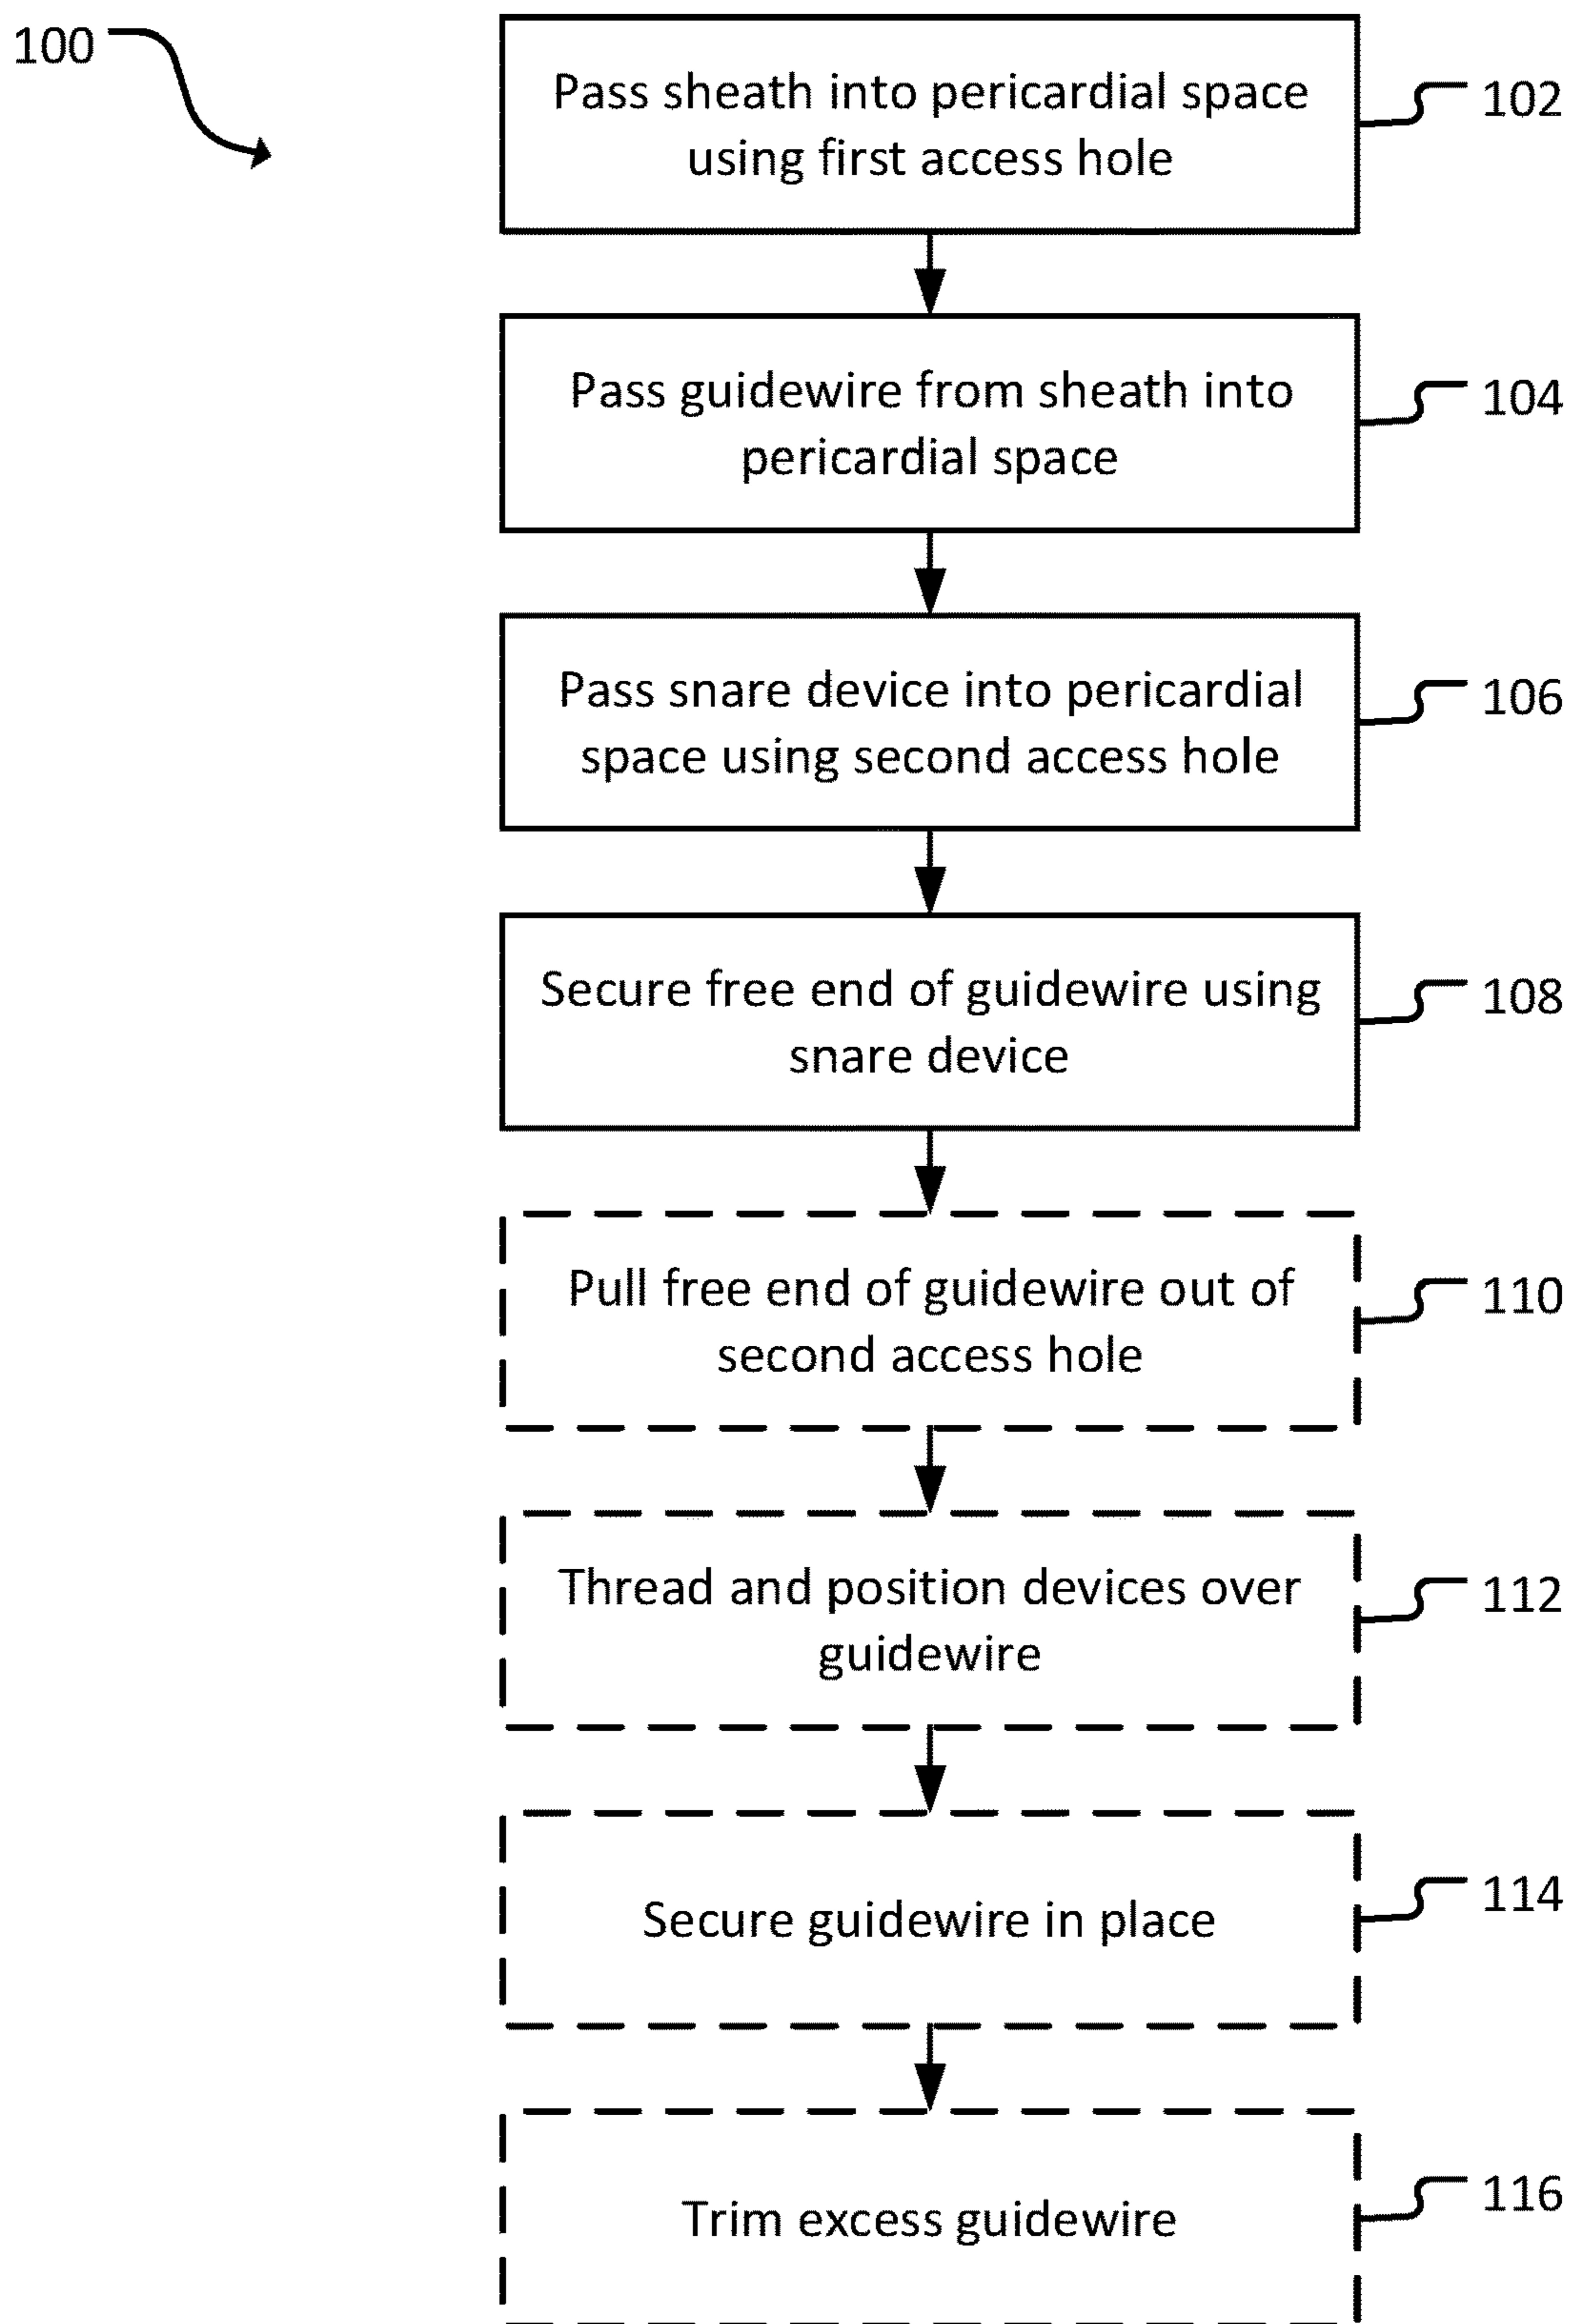 100
Pass sheath into pericardial space
using first access hole
102
Pass guidewire from sheath into
pericardial space
104
Pass snare device into pericardial
space using second access hole
106
Secure free end of guidewire using
snare device
108
Pull free end of guidewire out of
second access hole
110
Thread and position devices over
guidewire
112
Secure guidewire in place
114
Trim excess guidewire
116